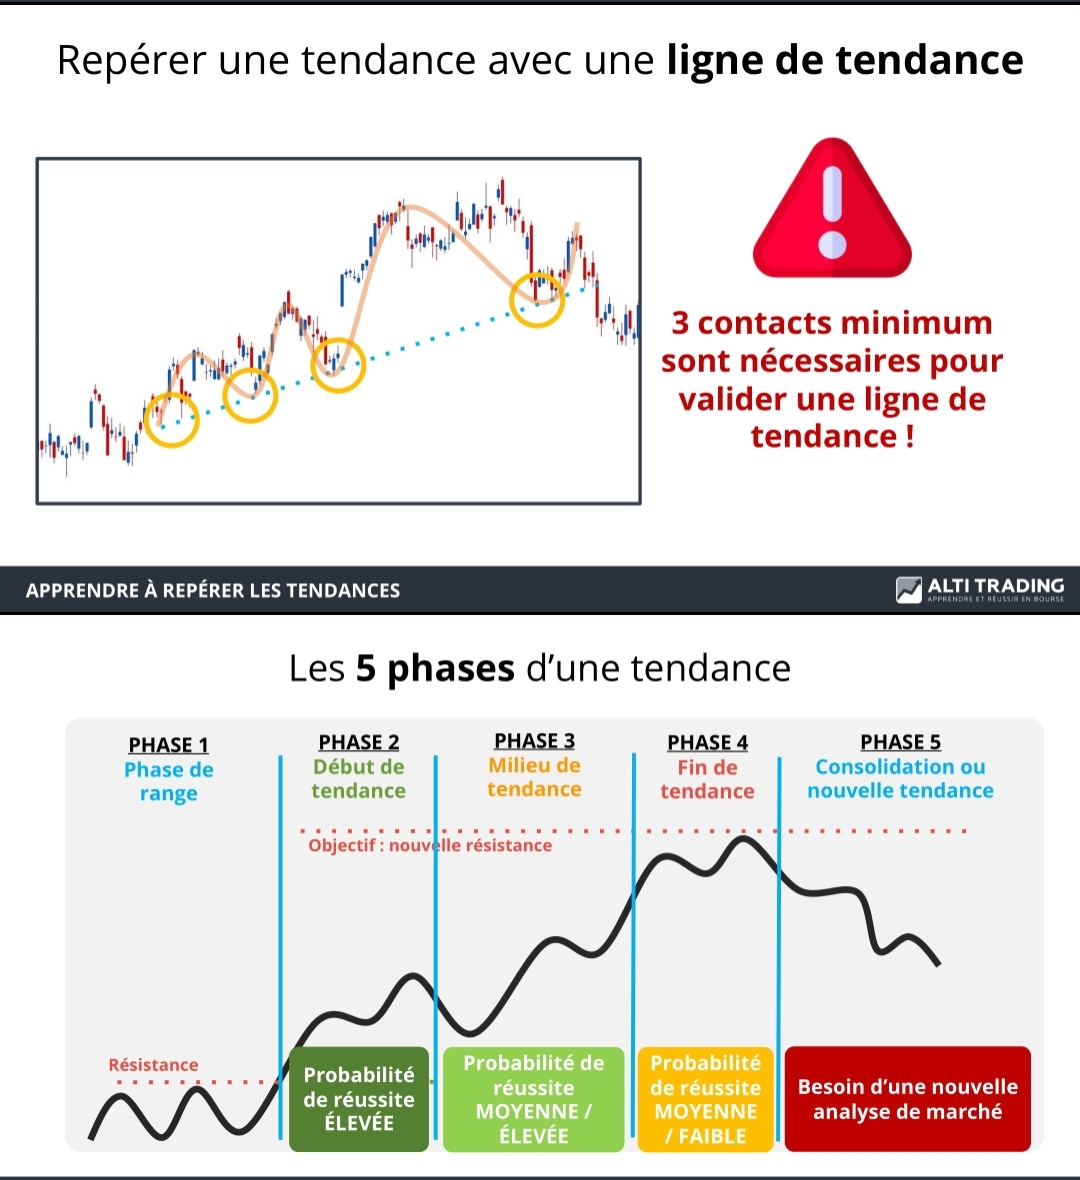 Repérer une tendance avec une ligne de tendance
3 contacts minimum
sont nécessaires pour
valider une ligne de
tendance !
APPRENDRE À REPÉRER LES TENDANCES
ALTI TRADING
APPRENDRE ET RÉUSSIR EN BOURSE
Les 5 phases d’une tendance
PHASE 1
Phase de
range
PHASE 2
Début de
tendance
PHASE 3
Milieu de
tendance
PHASE 4
Fin de
tendance
PHASE 5
Consolidation ou
nouvelle tendance
Objectif : nouvelle résistance
Résistance
Probabilité
de réussite
ÉLEVÉE
Probabilité de
réussite
MOYENNE /
ÉLEVÉE
Probabilité
de réussite
MOYENNE
/ FAIBLE
Besoin d’une nouvelle
analyse de marché